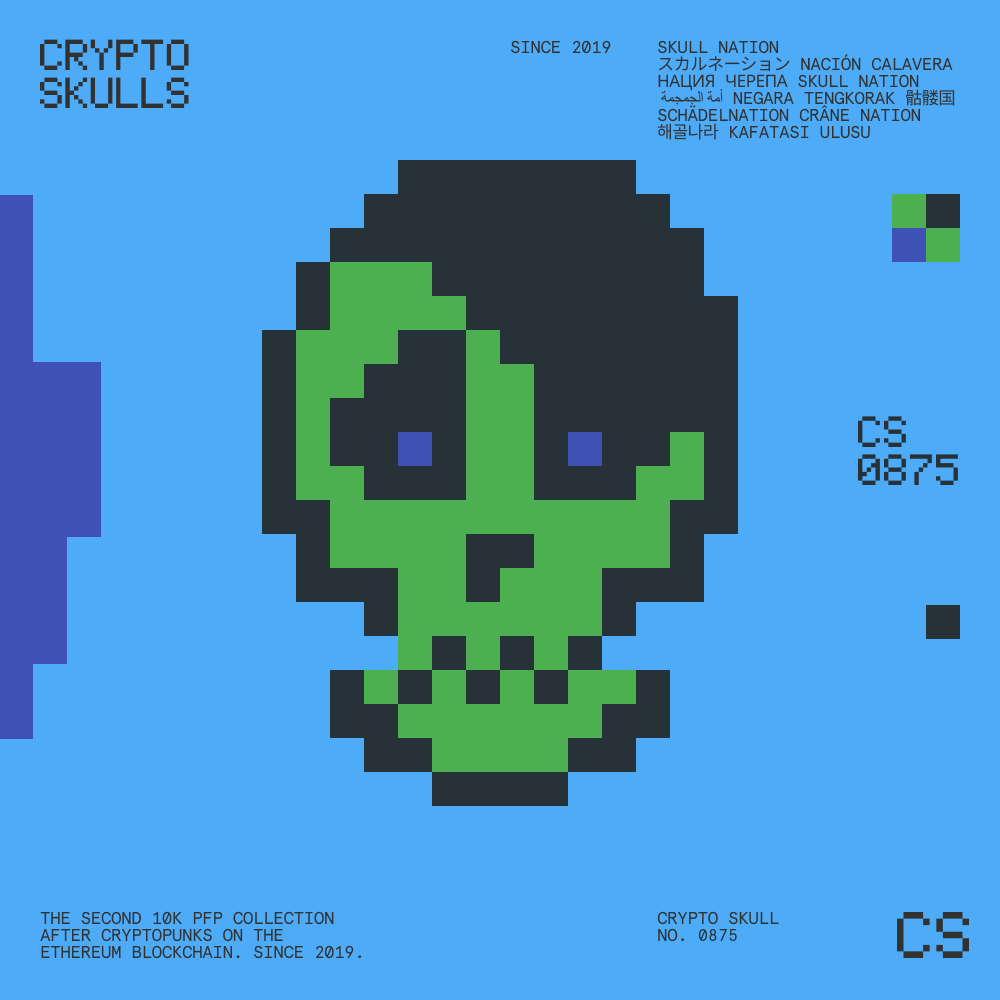 CRYPTO
SKULLS
SINCE 2019
SKULL NATION
スカルネーション NACIÓN CALAVERA
НАЦИЯ ЧЕРЕПА SKULL NATION
أمة الجمجمة NEGARA TENGKORAK 骷髅国
SCHÄDELNATION CRÂNE NATION
해골나라 KAFATASI ULUSU
CS
0875
THE SECOND 10K PFP COLLECTION
AFTER CRYPTOPUNKS ON THE
ETHEREUM BLOCKCHAIN. SINCE 2019.
CRYPTO SKULL
NO. 0875
CS